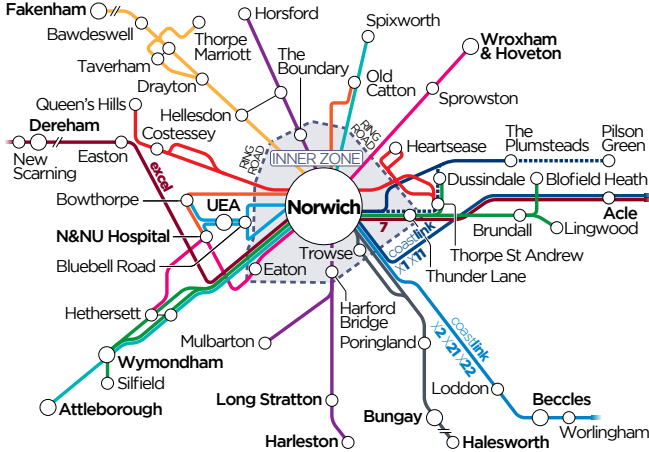 Fakenham
Horsford
Spixworth
Bawdeswell
Thorpe
Marriott
The
Boundary
Wroxham
& Hoveton
Taverham
Drayton
Old
Catton
Sprowston
Queen's Hills
Hellesdon
RING
ROAD
RING
ROAD
Dereham
Costessey
INNER ZONE
Heartsease
The
Plumsteads
Pilson
Green
New
Scarning
Easton
excel
Dussindale
Blofield Heath
Bowthorpe
UEA
Norwich
Acle
7
N&NU Hospital
Brundall
Lingwood
Bluebell Road
Trowse
coastlink
X1 X11
Thorpe St Andrew
Eaton
Thunder Lane
Hethersett
Harford
Bridge
coastlink
X2 X21 X22
Mulbarton
Poringland
Wymondham
Silfield
Loddon
Attleborough
Long Stratton
Bungay
Beccles
Harleston
Halesworth
Worlingham